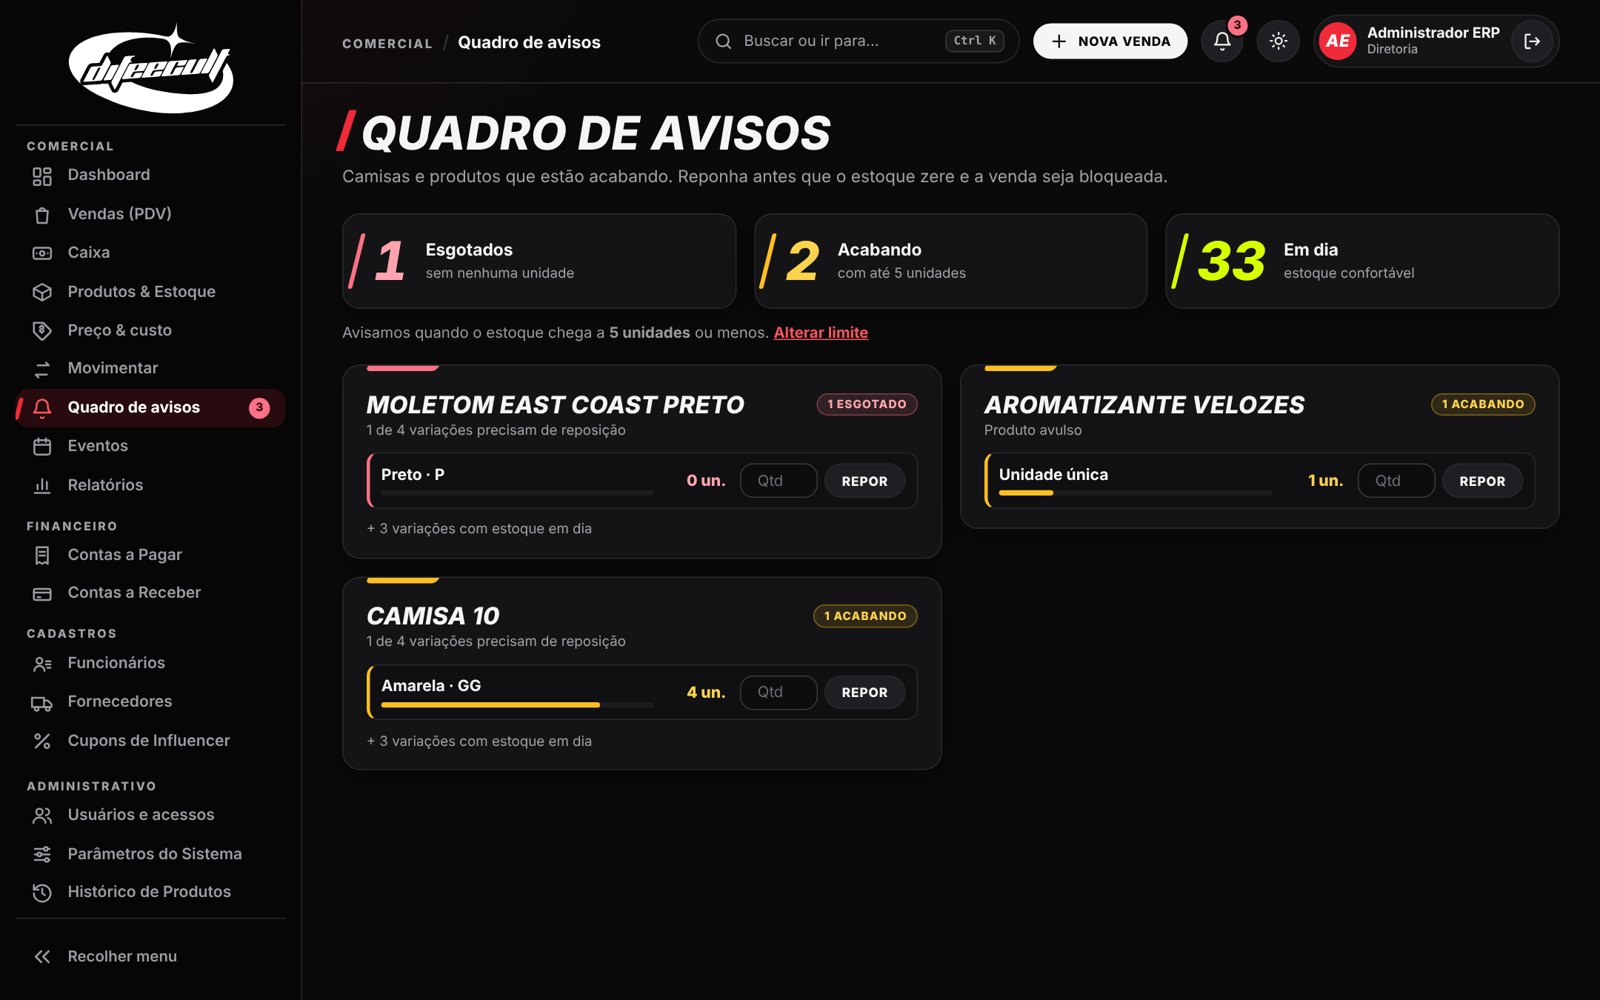 difeecult
COMERCIAL
Dashboard
Vendas (PDV)
Caixa
Produtos & Estoque
Preço & custo
Movimentar
Quadro de avisos 3
Eventos
Relatórios
FINANCEIRO
Contas a Pagar
Contas a Receber
CADASTROS
Funcionários
Fornecedores
Cupons de Influencer
ADMINISTRATIVO
Usuários e acessos
Parâmetros do Sistema
Histórico de Produtos
Recolher menu
COMERCIAL / Quadro de avisos
Buscar ou ir para... Ctrl K
+ NOVA VENDA
3
AE
Administrador ERP
Diretoria
QUADRO DE AVISOS
Camisas e produtos que estão acabando. Reponha antes que o estoque zere e a venda seja bloqueada.
1
Esgotados
sem nenhuma unidade
2
Acabando
com até 5 unidades
33
Em dia
estoque confortável
Avisamos quando o estoque chega a 5 unidades ou menos. Alterar limite
MOLETOM EAST COAST PRETO 1 ESGOTADO
1 de 4 variações precisam de reposição
Preto · P 0 un. Qtd REPOR
+ 3 variações com estoque em dia
AROMATIZANTE VELOZES 1 ACABANDO
Produto avulso
Unidade única 1 un. Qtd REPOR
CAMISA 10 1 ACABANDO
1 de 4 variações precisam de reposição
Amarela · GG 4 un. Qtd REPOR
+ 3 variações com estoque em dia